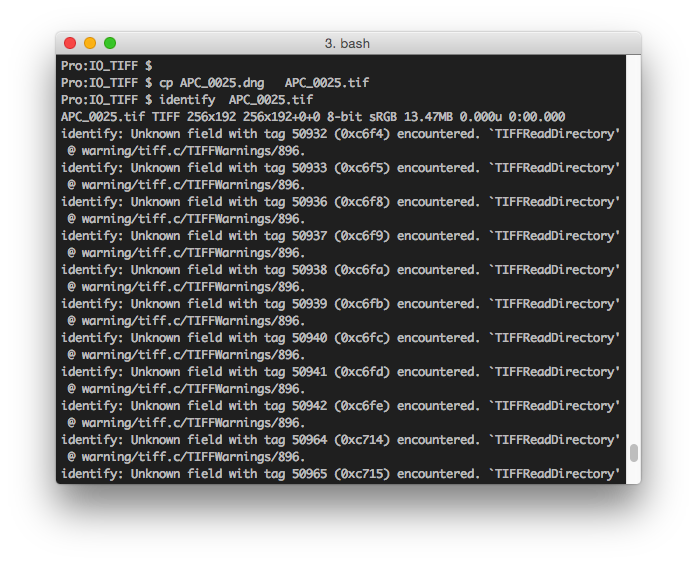 3. bash
Pro:IO_TIFF $
Pro:IO_TIFF $ cp APC_0025.dng   APC_0025.tif
Pro:IO_TIFF $ identify  APC_0025.tif
APC_0025.tif TIFF 256x192 256x192+0+0 8-bit sRGB 13.47MB 0.000u 0:00.000
identify: Unknown field with tag 50932 (0xc6f4) encountered. `TIFFReadDirectory'
 @ warning/tiff.c/TIFFWarnings/896.
identify: Unknown field with tag 50933 (0xc6f5) encountered. `TIFFReadDirectory'
 @ warning/tiff.c/TIFFWarnings/896.
identify: Unknown field with tag 50936 (0xc6f8) encountered. `TIFFReadDirectory'
 @ warning/tiff.c/TIFFWarnings/896.
identify: Unknown field with tag 50937 (0xc6f9) encountered. `TIFFReadDirectory'
 @ warning/tiff.c/TIFFWarnings/896.
identify: Unknown field with tag 50938 (0xc6fa) encountered. `TIFFReadDirectory'
 @ warning/tiff.c/TIFFWarnings/896.
identify: Unknown field with tag 50939 (0xc6fb) encountered. `TIFFReadDirectory'
 @ warning/tiff.c/TIFFWarnings/896.
identify: Unknown field with tag 50940 (0xc6fc) encountered. `TIFFReadDirectory'
 @ warning/tiff.c/TIFFWarnings/896.
identify: Unknown field with tag 50941 (0xc6fd) encountered. `TIFFReadDirectory'
 @ warning/tiff.c/TIFFWarnings/896.
identify: Unknown field with tag 50942 (0xc6fe) encountered. `TIFFReadDirectory'
 @ warning/tiff.c/TIFFWarnings/896.
identify: Unknown field with tag 50964 (0xc714) encountered. `TIFFReadDirectory'
 @ warning/tiff.c/TIFFWarnings/896.
identify: Unknown field with tag 50965 (0xc715) encountered. `TIFFReadDirectory'